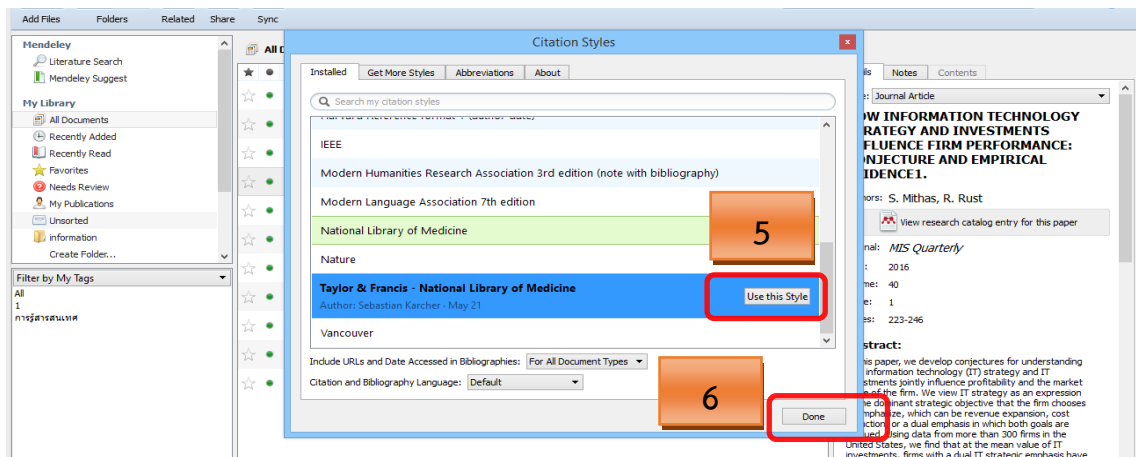 Add Files Folders Related Share Sync
Mendeley
Literature Search
Mendeley Suggest
My Library
All Documents
Recently Added
Recently Read
Favorites
Needs Review
My Publications
Unsorted
information
Create Folder...
Filter by My Tags
All
1
การรู้สารสนเทศ
All D
Citation Styles
Installed Get More Styles Abbreviations About
Search my citation styles
IEEE
Modern Humanities Research Association 3rd edition (note with bibliography)
Modern Language Association 7th edition
National Library of Medicine
Nature
Taylor & Francis - National Library of Medicine
Author: Sebastian Karcher - May 21
Use this Style
Vancouver
Include URLs and Date Accessed in Bibliographies: For All Document Types
Citation and Bibliography Language: Default
Done
5
6
ils Notes Contents
e: Journal Article
OW INFORMATION TECHNOLOGY
RATEGY AND INVESTMENTS
FLUENCE FIRM PERFORMANCE:
NJECTURE AND EMPIRICAL
IDENCE1.
ors: S. Mithas, R. Rust
View research catalog entry for this paper
nal: MIS Quarterly
: 2016
me: 40
e: 1
es: 223-246
stract:
his paper, we develop conjectures for understanding
information technology (IT) strategy and IT
stments jointly influence profitability and the market
of the firm. We view IT strategy as an expression
he dominant strategic objective that the firm chooses
mphasize, which can be revenue expansion, cost
uction, or a dual emphasis in which both goals are
ued. Using data from more than 300 firms in the
United States, we find that at the mean value of IT
investments, firms with a dual IT strategic emphasis have